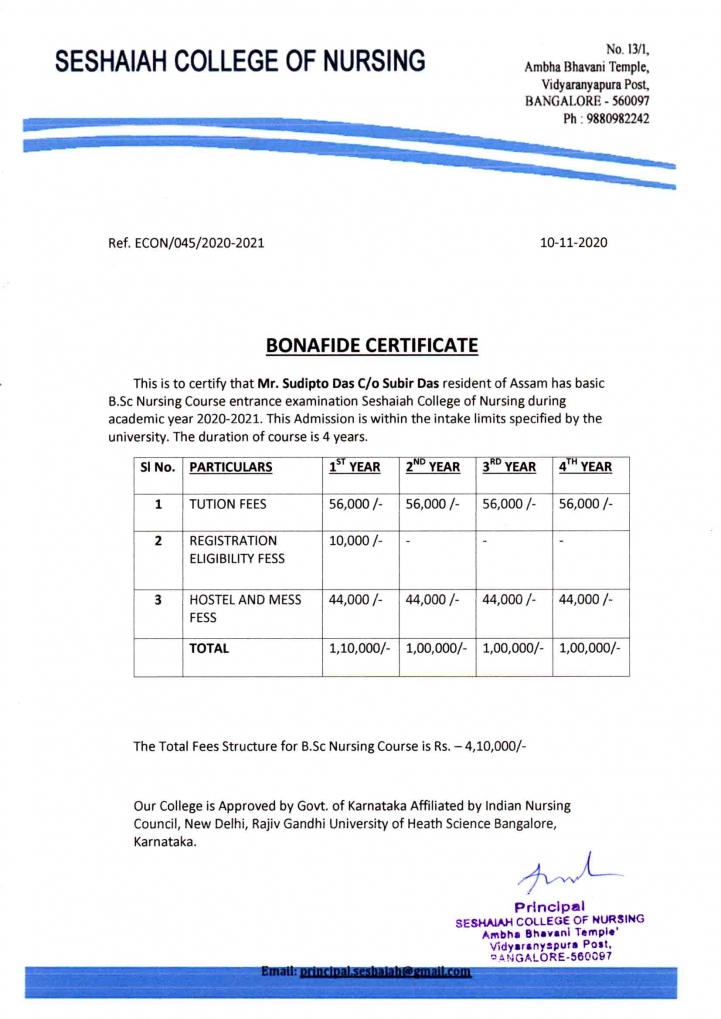 SESHAIAH COLLEGE OF NURSING
No. 13/1,
Ambha Bhavani Temple,
Vidyaranyapura Post,
BANGALORE - 560097
Ph : 9880982242
Ref. ECON/045/2020-2021 10-11-2020
BONAFIDE CERTIFICATE
This is to certify that Mr. Sudipto Das C/o Subir Das resident of Assam has basic
B.Sc Nursing Course entrance examination Seshaiah College of Nursing during
academic year 2020-2021. This Admission is within the intake limits specified by the
university. The duration of course is 4 years.
Sl No. PARTICULARS 1ST YEAR 2ND YEAR 3RD YEAR 4TH YEAR
1 TUTION FEES 56,000 /- 56,000 /- 56,000 /- 56,000 /-
2 REGISTRATION 10,000 /- - - -
ELIGIBILITY FESS
3 HOSTEL AND MESS 44,000 /- 44,000 /- 44,000 /- 44,000 /-
FESS
TOTAL 1,10,000/- 1,00,000/- 1,00,000/- 1,00,000/-
The Total Fees Structure for B.Sc Nursing Course is Rs. – 4,10,000/-
Our College is Approved by Govt. of Karnataka Affiliated by Indian Nursing
Council, New Delhi, Rajiv Gandhi University of Heath Science Bangalore,
Karnataka.
Principal
SESHAIAH COLLEGE OF NURSING
Ambha Bhavani Temple'
Vidyaranyspura Post,
BANGALORE-560097
Email: principal.seshaiah@gmail.com